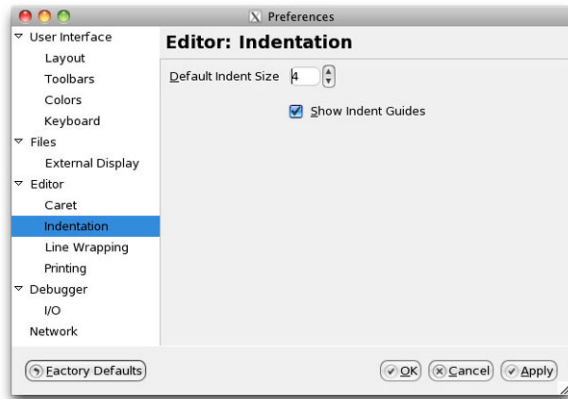 Preferences
User Interface
Layout
Toolbars
Colors
Keyboard
Files
External Display
Editor
Caret
Indentation
Line Wrapping
Printing
Debugger
I/O
Network
Editor: Indentation
Default Indent Size 4
Show Indent Guides
Factory Defaults
OK Cancel Apply